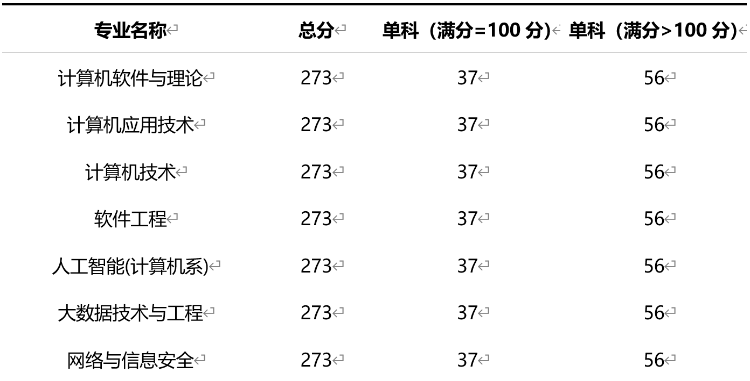 专业名称 总分 单科（满分=100 分) 单科（满分>100 分)
计算机软件与理论 273 37 56
计算机应用技术 273 37 56
计算机技术 273 37 56
软件工程 273 37 56
人工智能(计算机系) 273 37 56
大数据技术与工程 273 37 56
网络与信息安全 273 37 56